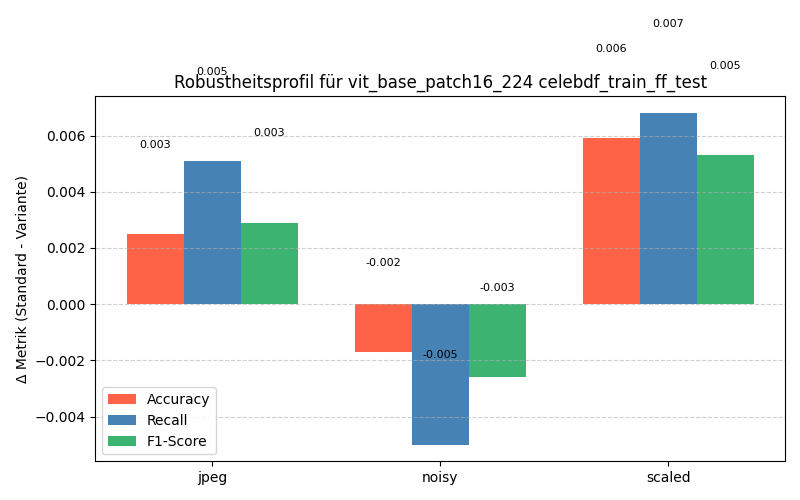 0.007
0.006
0.005
0.005
Robustheitsprofil für vit_base_patch16_224 celebdf_train_ff_test
0.003
0.003
-0.002
-0.003
-0.005
Δ Metrik (Standard - Variante)
0.006
0.004
0.002
0.000
−0.002
−0.004
Accuracy
Recall
F1-Score
jpeg
noisy
scaled